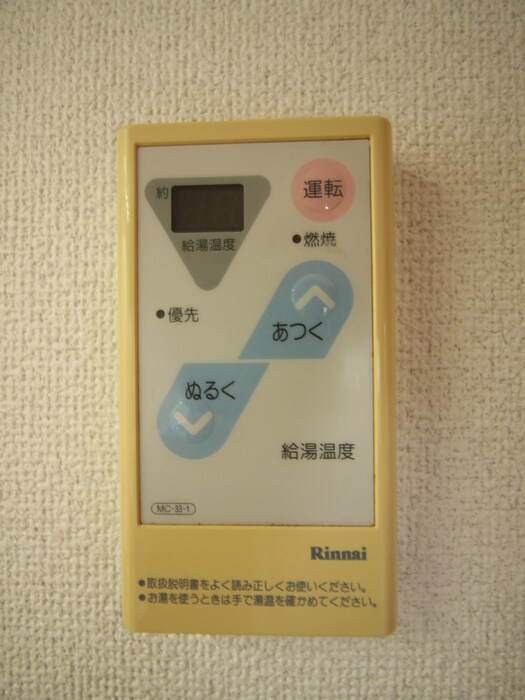 約
運転
給湯温度
燃焼
優先
あつく
ぬるく
給湯温度
MC-33-1
Rinnai
●取扱説明書をよく読み正しくお使いください。
●お湯を使うときは手で湯温を確かめてください。